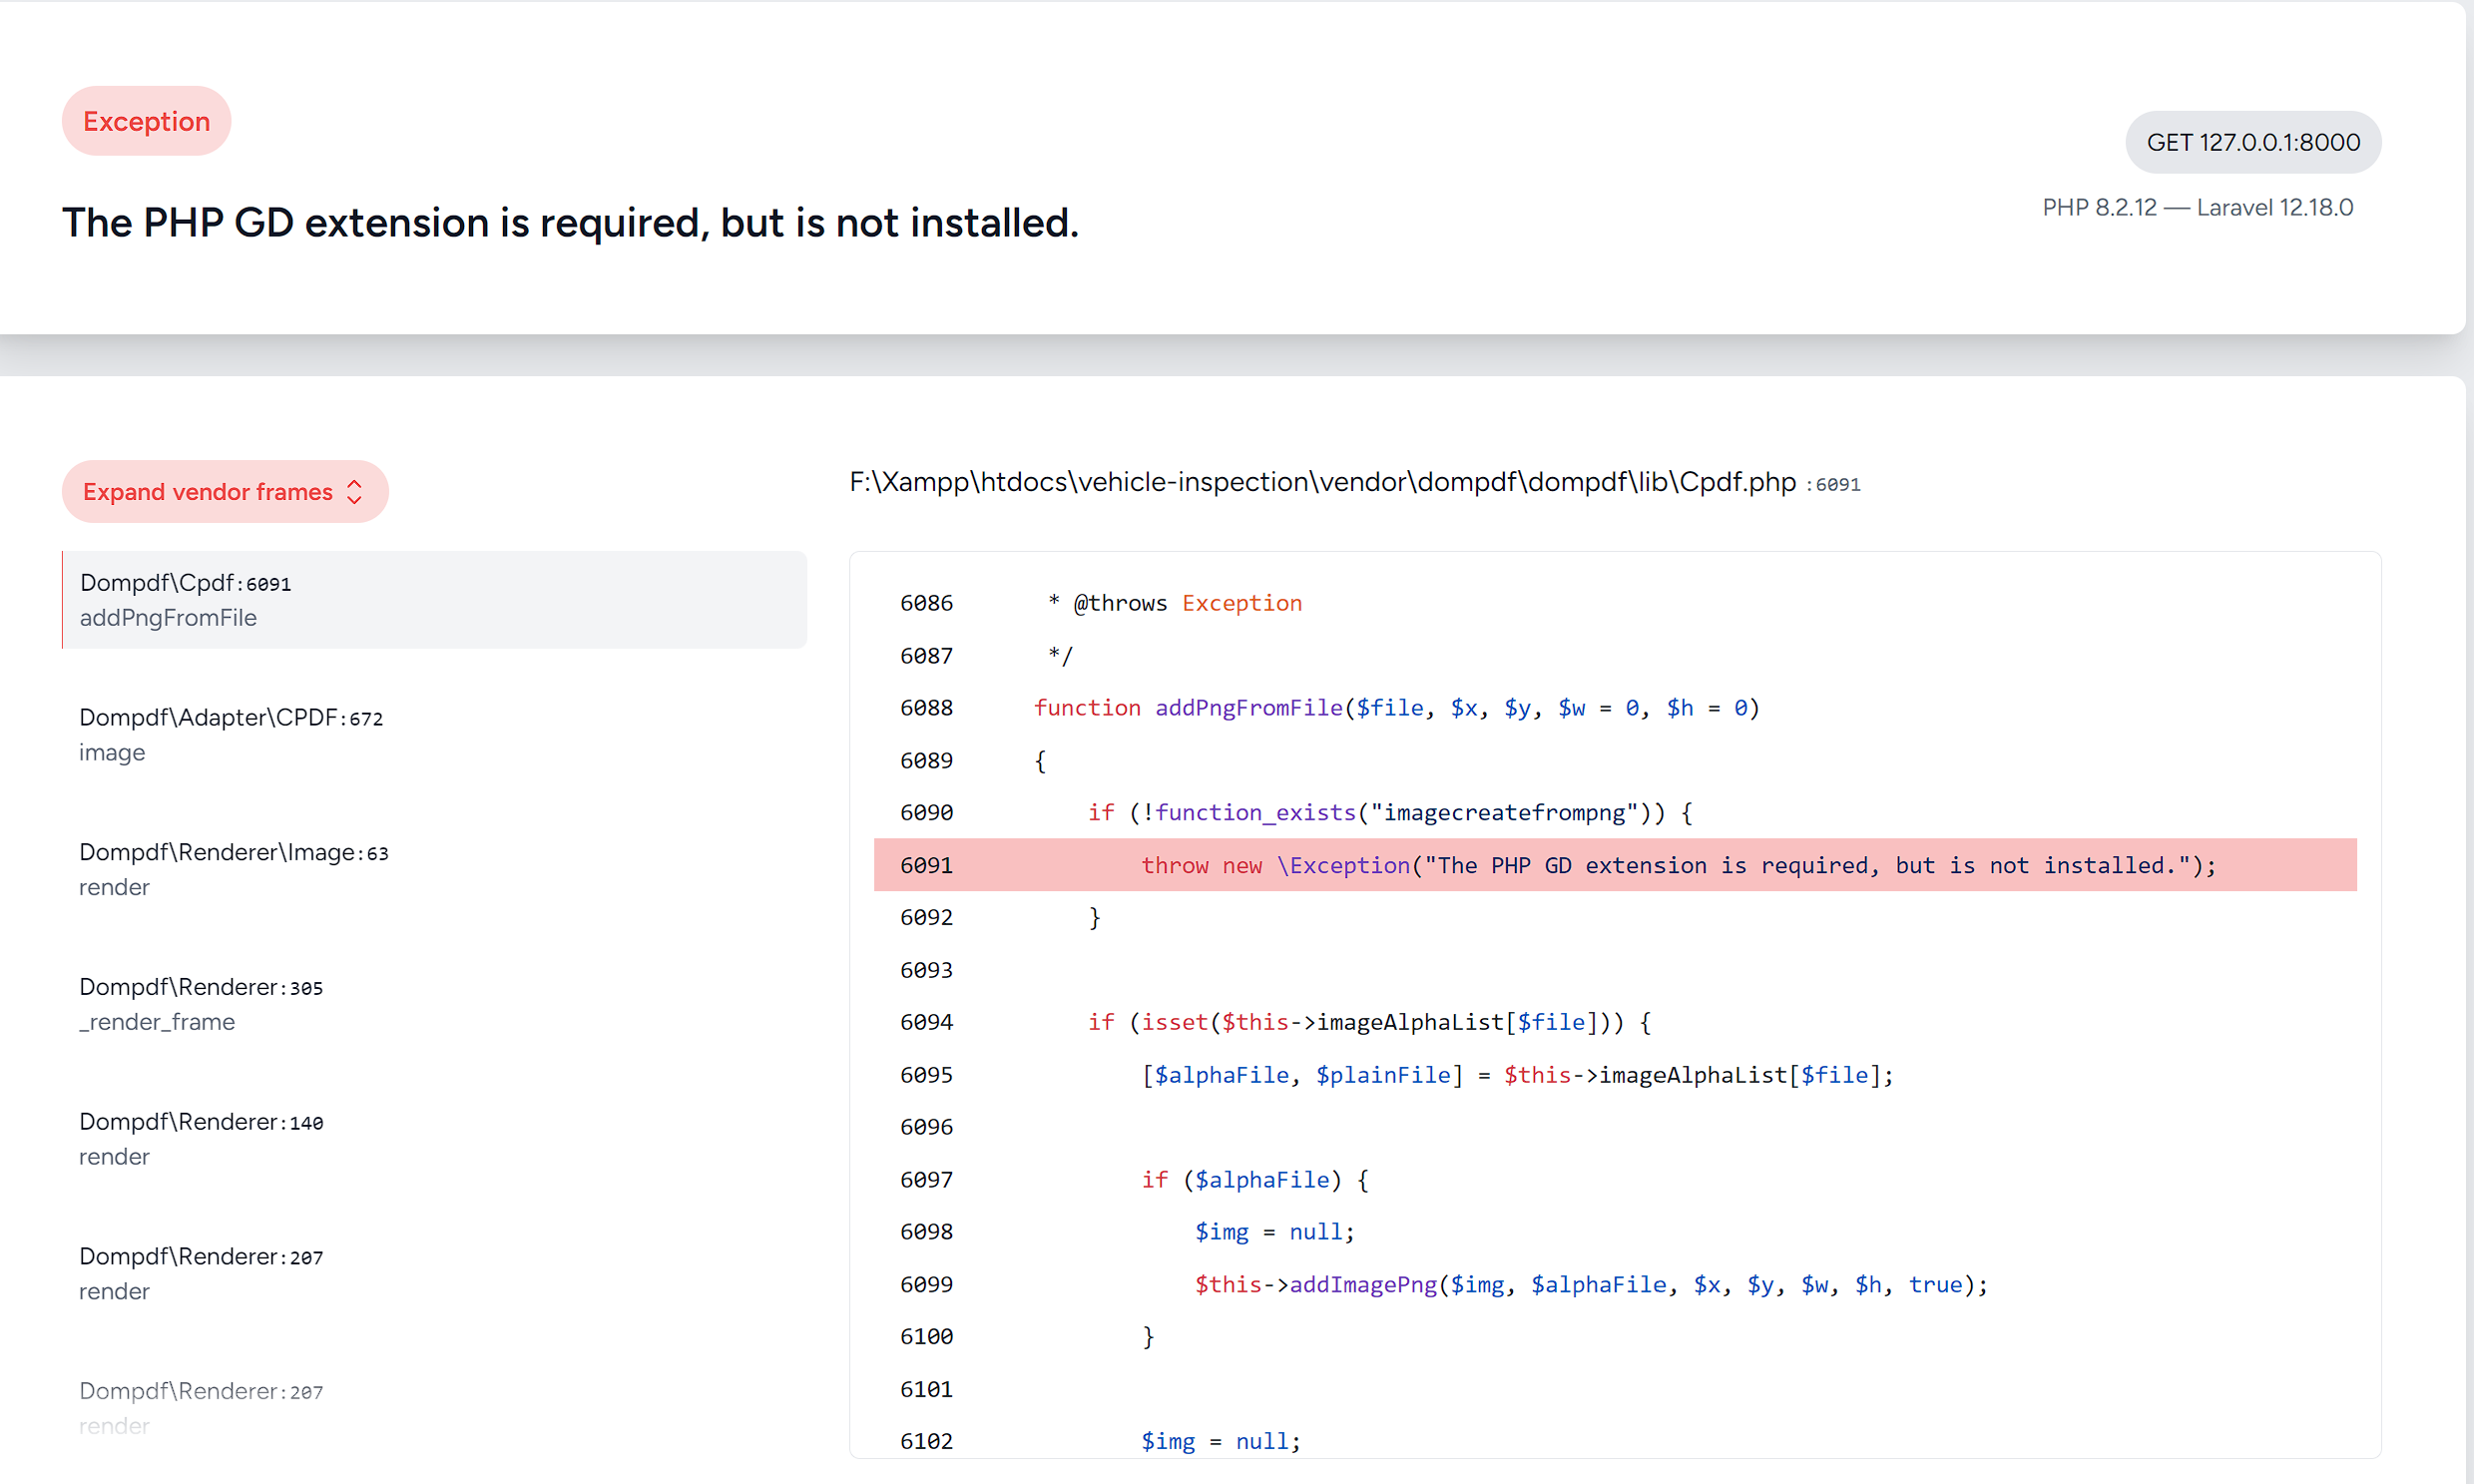 Exception
GET 127.0.0.1:8000
The PHP GD extension is required, but is not installed.
PHP 8.2.12 — Laravel 12.18.0
Expand vendor frames
Dompdf\Cpdf:6091
addPngFromFile
Dompdf\Adapter\CPDF:672
image
Dompdf\Renderer\Image:63
render
Dompdf\Renderer:305
_render_frame
Dompdf\Renderer:140
render
Dompdf\Renderer:207
render
Dompdf\Renderer:207
render
F:\Xampp\htdocs\vehicle-inspection\vendor\dompdf\dompdf\lib\Cpdf.php :6091
6086 * @throws Exception
6087 */
6088 function addPngFromFile($file, $x, $y, $w = 0, $h = 0)
6089 {
6090 if (!function_exists("imagecreatefrompng")) {
6091 throw new \Exception("The PHP GD extension is required, but is not installed.");
6092 }
6093
6094 if (isset($this->imageAlphaList[$file])) {
6095 [$alphaFile, $plainFile] = $this->imageAlphaList[$file];
6096
6097 if ($alphaFile) {
6098 $img = null;
6099 $this->addImagePng($img, $alphaFile, $x, $y, $w, $h, true);
6100 }
6101
6102 $img = null;